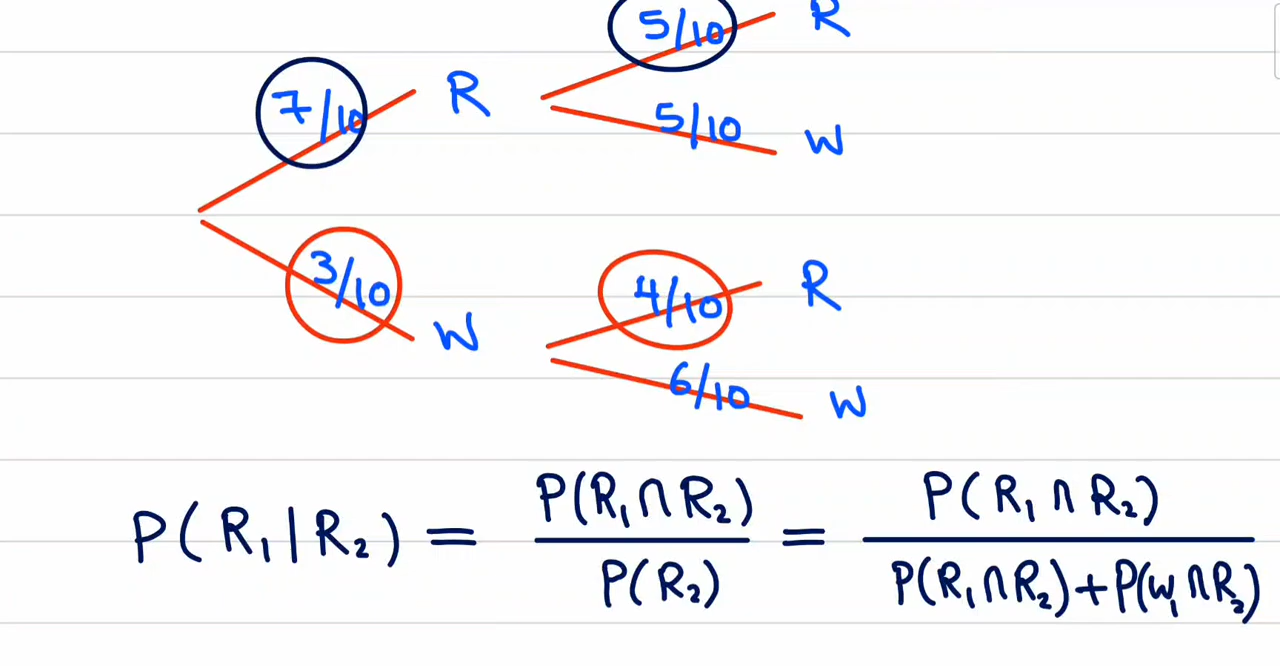 5/10 R
7/10 R
5/10 W
3/10 W
4/10 R
6/10 W
P(R₁|R₂) = P(R₁∩R₂)/P(R₂) = P(R₁∩R₂)/P(R₁∩R₂)+P(W₁∩R₂)